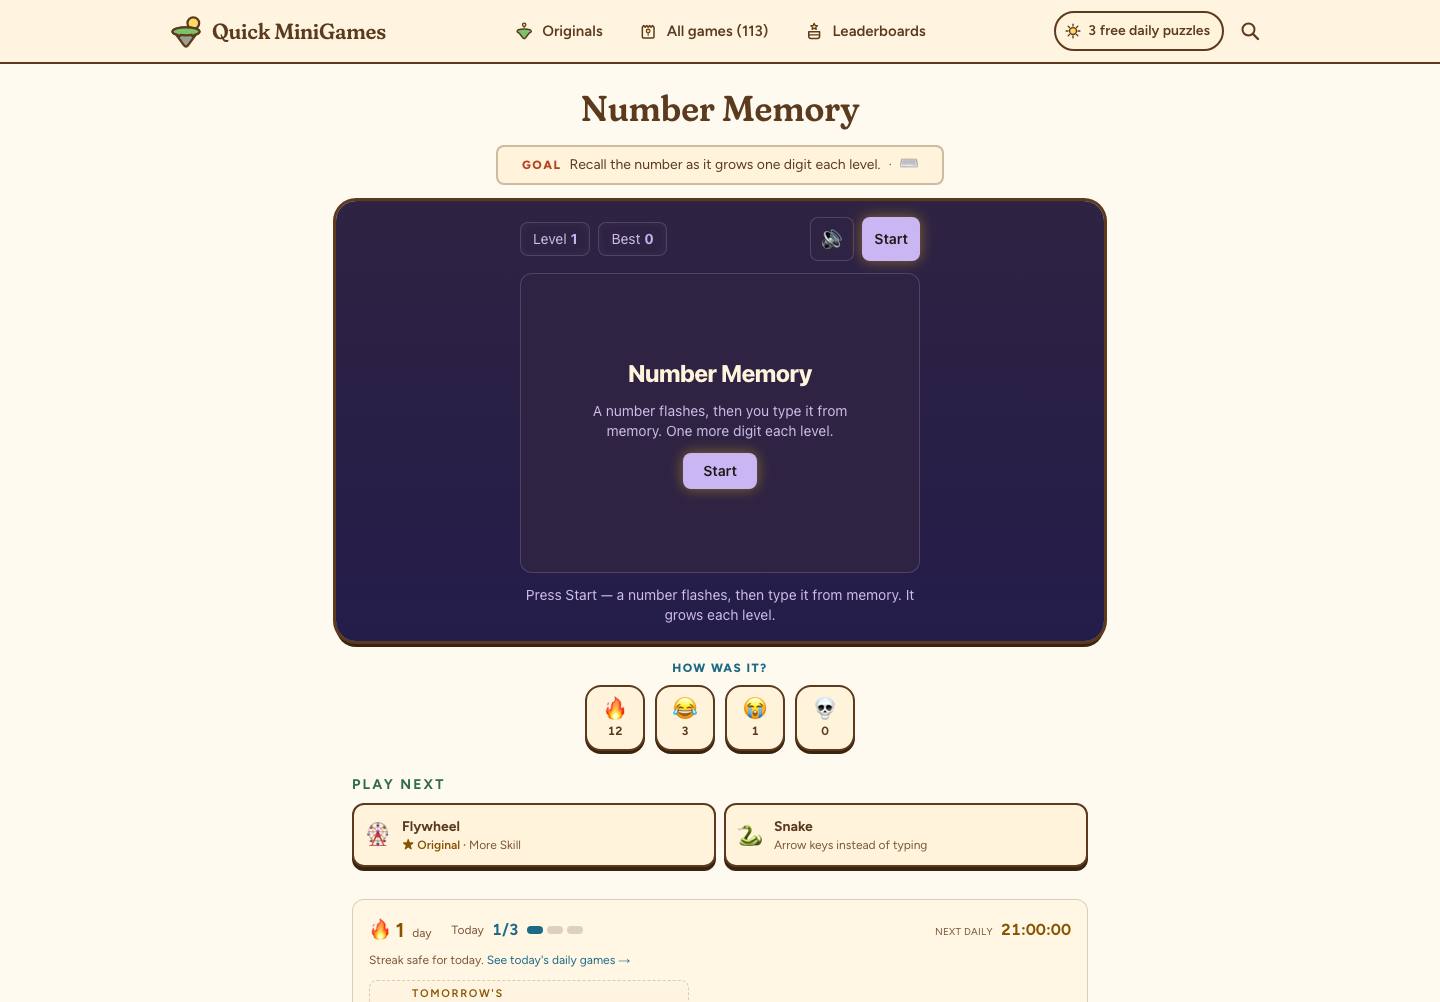 Quick MiniGames
Originals
All games (113)
Leaderboards
3 free daily puzzles
Number Memory
GOAL Recall the number as it grows one digit each level. ·
Level 1
Best 0
Start
Number Memory
A number flashes, then you type it from
memory. One more digit each level.
Start
Press Start — a number flashes, then type it from memory. It
grows each level.
HOW WAS IT?
12
3
1
0
PLAY NEXT
Flywheel
Original · More Skill
Snake
Arrow keys instead of typing
1 day
Today 1/3
NEXT DAILY 21:00:00
Streak safe for today. See today's daily games →
TOMORROW'S